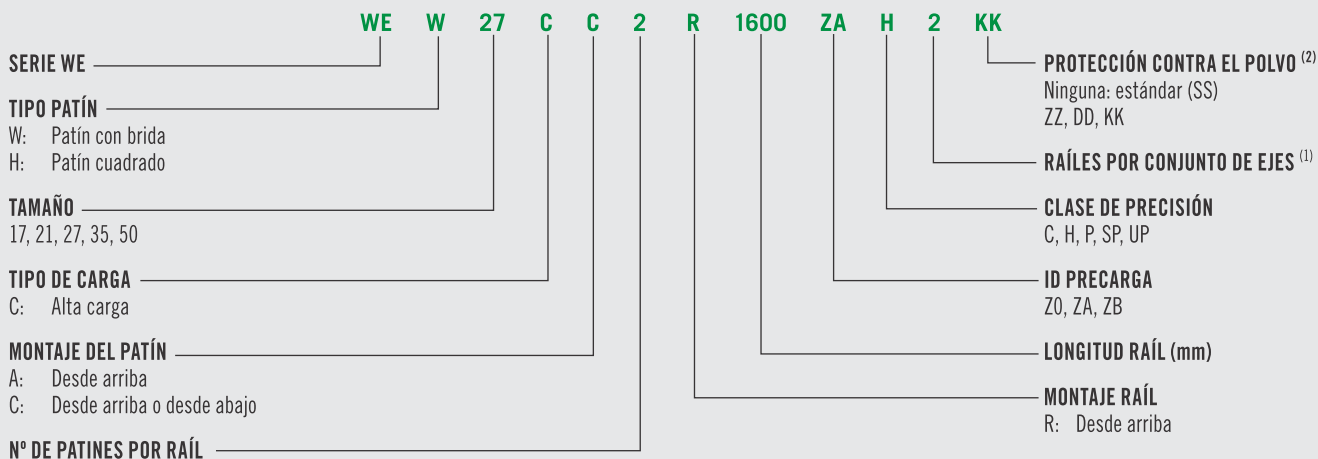 WE W 27 C C 2 R 1600 ZA H 2 KK
SERIE WE
TIPO PATÍN
W: Patín con brida
H: Patín cuadrado
TAMAÑO
17, 21, 27, 35, 50
TIPO DE CARGA
C: Alta carga
MONTAJE DEL PATÍN
A: Desde arriba
C: Desde arriba o desde abajo
Nº DE PATINES POR RAÍL
PROTECCIÓN CONTRA EL POLVO (2)
Ninguna: estándar (SS)
ZZ, DD, KK
RAÍLES POR CONJUNTO DE EJES (1)
CLASE DE PRECISIÓN
C, H, P, SP, UP
ID PRECARGA
Z0, ZA, ZB
LONGITUD RAÍL (mm)
MONTAJE RAÍL
R: Desde arriba